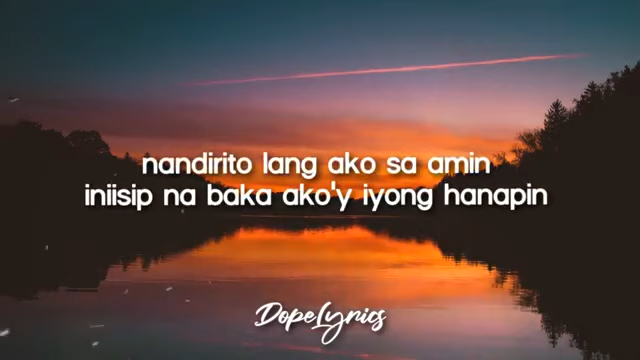 nandirito lang ako sa amin
iniisip na baka ako'y iyong hanapin
DopeLyrics